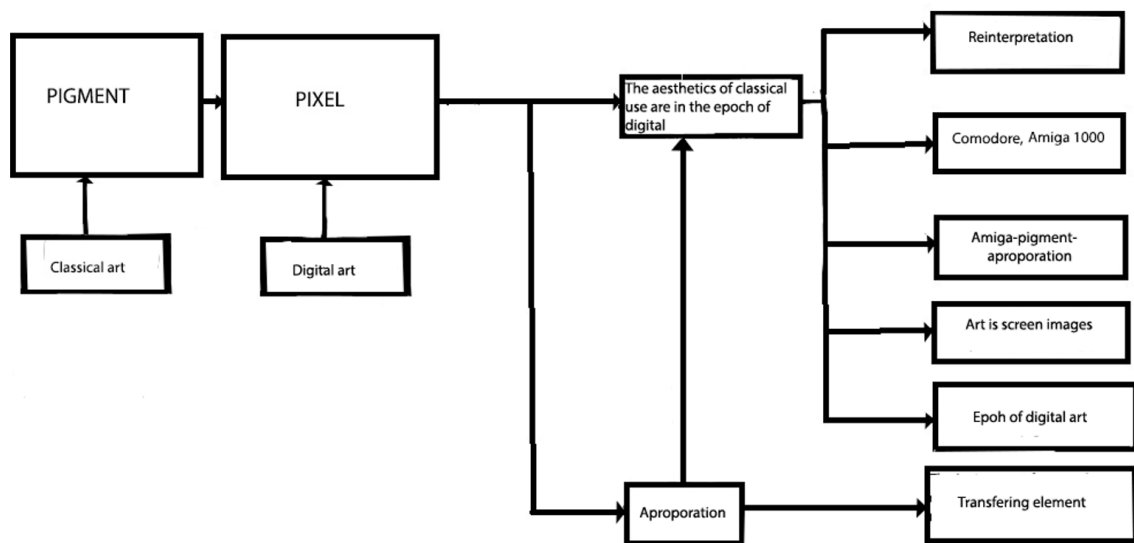 PIGMENT
PIXEL
Classical art
Digital art
The aesthetics of classical
use are in the epoch of
digital
Aproporation
Reinterpretation
Comodore, Amiga 1000
Amiga-pigment-
aproporation
Art is screen images
Epoh of digital art
Transfering element